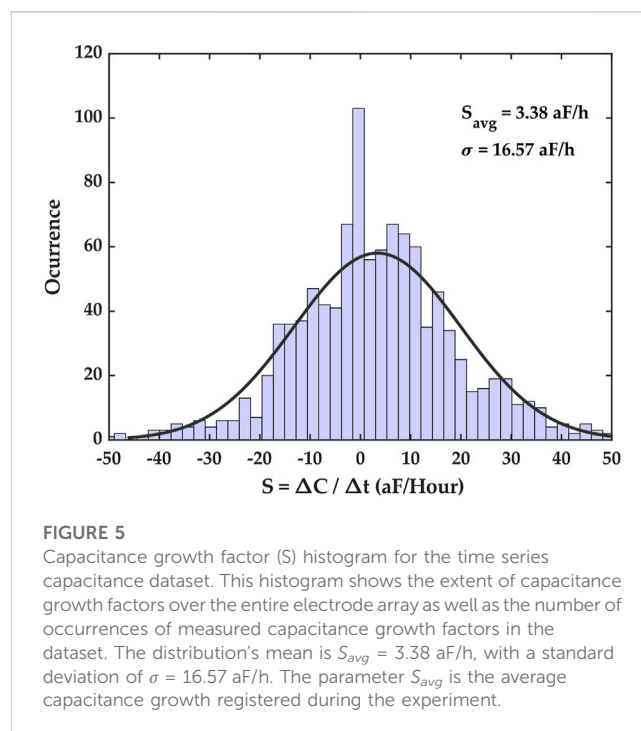 120
100
80
60
40
20
0
Ocurrence
S_avg = 3.38 aF/h
σ = 16.57 aF/h
-50 -40 -30 -20 -10 0 10 20 30 40 50
S = ΔC / Δt (aF/Hour)
FIGURE 5
Capacitance growth factor (S) histogram for the time series
capacitance dataset. This histogram shows the extent of capacitance
growth factors over the entire electrode array as well as the number of
occurrences of measured capacitance growth factors in the
dataset. The distribution's mean is S_avg = 3.38 aF/h, with a standard
deviation of σ = 16.57 aF/h. The parameter S_avg is the average
capacitance growth registered during the experiment.